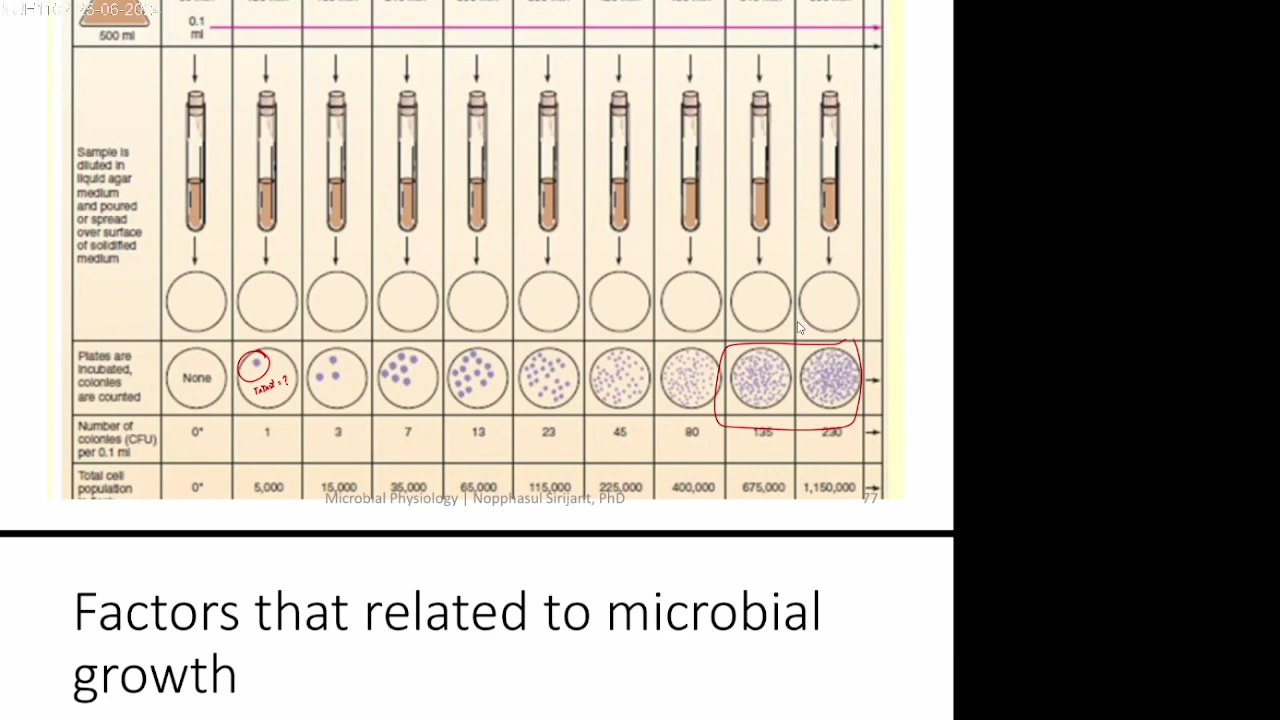 500 ml
0.1
ml
Sample is
diluted in
liquid agar
medium
and poured
or spread
over surface
of solidified
medium
Plates are
incubated,
colonies
are counted
None
Number of
colonies (CFU)
per 0.1 ml
0* 1 3 7 13 23 45 80 135 230
Total cell
population
0* 5,000 15,000 35,000 65,000 115,000 225,000 400,000 675,000 1,150,000
Microbial Physiology | Nopphasul Sirijant, PhD 77
Factors that related to microbial
growth